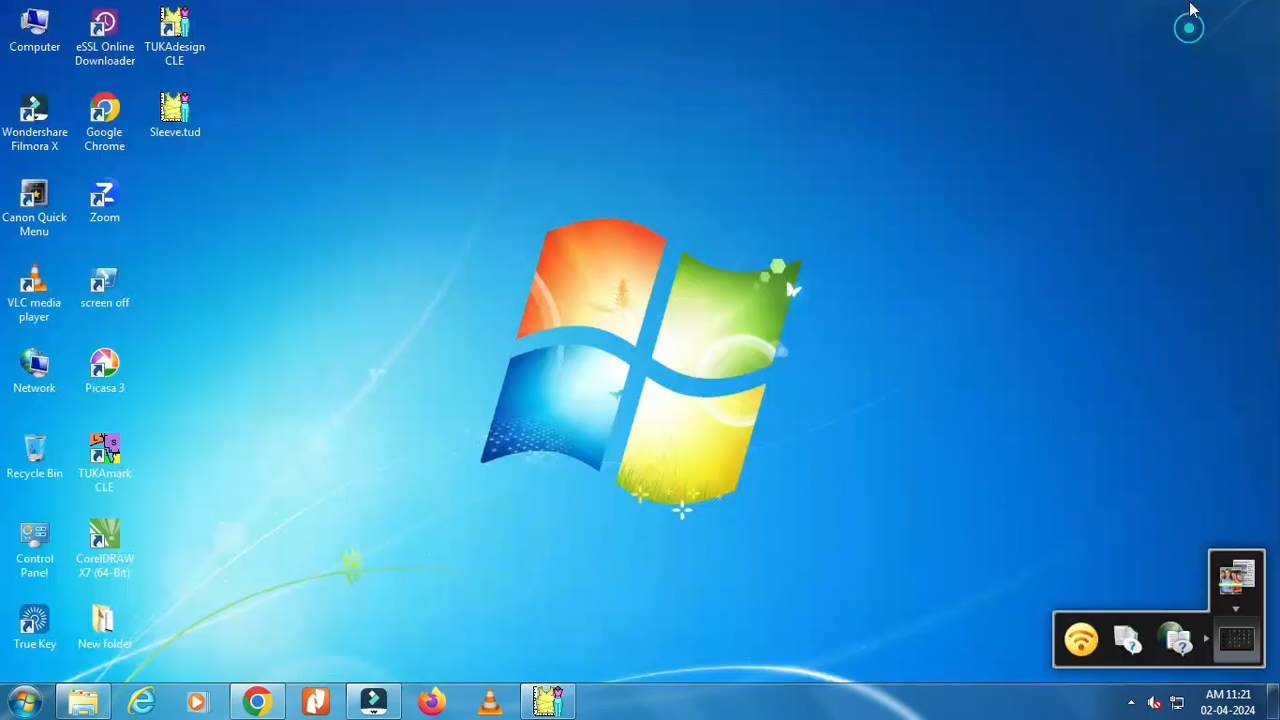 Computer
eSSL Online
Downloader
TUKAdesign
CLE
Wondershare
Filmora X
Google
Chrome
Sleeve.tud
Canon Quick
Menu
Zoom
VLC media
player
screen off
Network
Picasa 3
Recycle Bin
TUKAmark
CLE
Control
Panel
CorelDRAW
X7 (64-Bit)
True Key
New folder
AM 11:21
02-04-2024